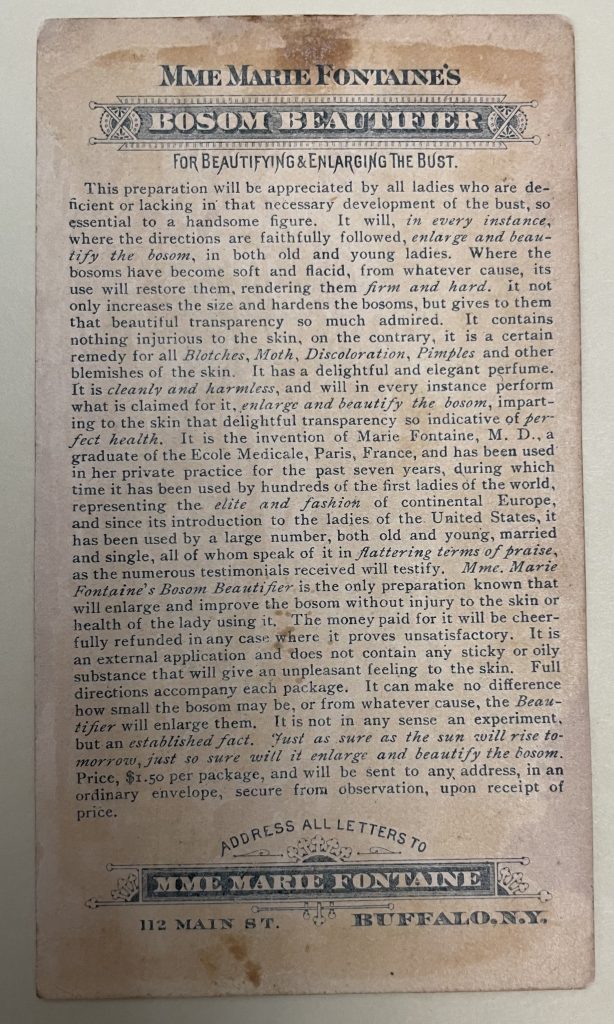 MME MARIE FONTAINE'S
BOSOM BEAUTIFIER
FOR BEAUTIFYING & ENLARGING THE BUST.
This preparation will be appreciated by all ladies who are de-
ficient or lacking in that necessary development of the bust, so
essential to a handsome figure. It will, in every instance,
where the directions are faithfully followed, enlarge and beau-
tify the bosom, in both old and young ladies. Where the
bosoms have become soft and flacid, from whatever cause, its
use will restore them, rendering them firm and hard. it not
only increases the size and hardens the bosoms, but gives to them
that beautiful transparency so much admired. It contains
nothing injurious to the skin, on the contrary, it is a certain
remedy for all Blotches, Moth, Discoloration, Pimples and other
blemishes of the skin. It has a delightful and elegant perfume.
It is cleanly and harmless, and will in every instance perform
what is claimed for it, enlarge and beautify the bosom, impart-
ing to the skin that delightful transparency so indicative of per-
fect health. It is the invention of Marie Fontaine, M. D., a
graduate of the Ecole Medicale, Paris, France, and has been used
in her private practice for the past seven years, during which
time it has been used by hundreds of the first ladies of the world,
representing the elite and fashion of continental Europe,
and since its introduction to the ladies of the United States, it
has been used by a large number, both old and young, married
and single, all of whom speak of it in flattering terms of praise,
as the numerous testimonials received will testify. Mme. Marie
Fontaine's Bosom Beautifier is the only preparation known that
will enlarge and improve the bosom without injury to the skin or
health of the lady using it. The money paid for it will be cheer-
fully refunded in any case where it proves unsatisfactory. It is
an external application and does not contain any sticky or oily
substance that will give an unpleasant feeling to the skin. Full
directions accompany each package. It can make no difference
how small the bosom may be, or from whatever cause, the Beau-
tifier will enlarge them. It is not in any sense an experiment,
but an established fact. Just as sure as the sun will rise to-
morrow, just so sure will it enlarge and beautify the bosom.
Price, $1.50 per package, and will be sent to any address, in an
ordinary envelope, secure from observation, upon receipt of
price.
ADDRESS ALL LETTERS TO
MME MARIE FONTAINE
112 MAIN ST. BUFFALO, N.Y.